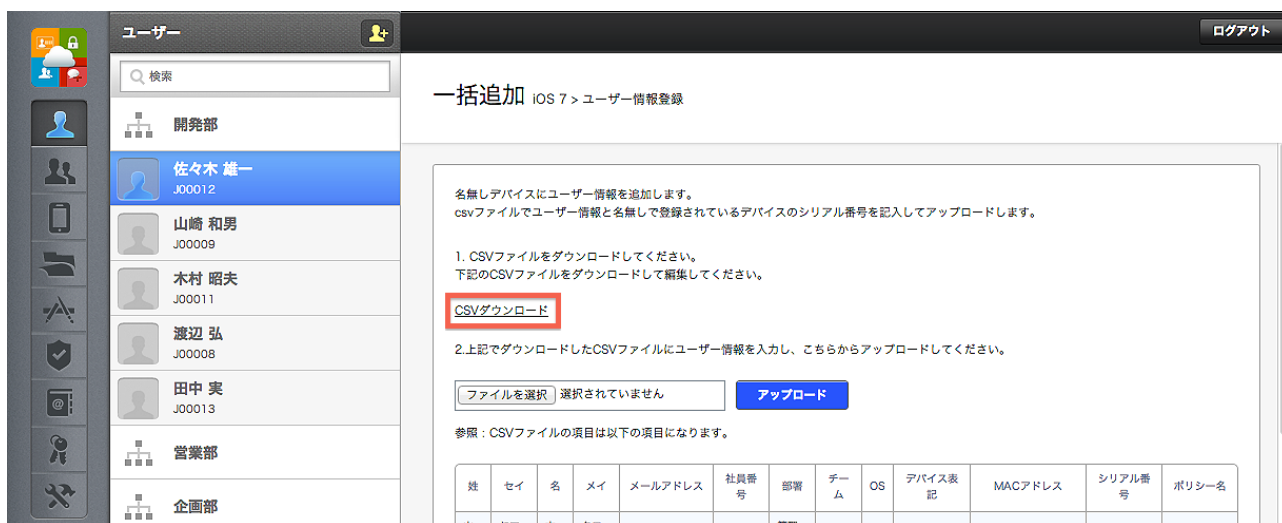 ユーザー
ログアウト
検索
開発部
佐々木 雄一
J00012
山崎 和男
J00009
木村 昭夫
J00011
渡辺 弘
J00008
田中 実
J00013
営業部
企画部
一括追加 iOS 7 > ユーザー情報登録
名無しデバイスにユーザー情報を追加します。
csvファイルでユーザー情報と名無しで登録されているデバイスのシリアル番号を記入してアップロードします。
1. CSVファイルをダウンロードしてください。
下記のCSVファイルをダウンロードして編集してください。
CSVダウンロード
2.上記でダウンロードしたCSVファイルにユーザー情報を入力し、こちらからアップロードしてください。
ファイルを選択 選択されていません アップロード
参照：CSVファイルの項目は以下の項目になります。
姓 セイ 名 メイ メールアドレス 社員番号 部署 チーム OS デバイス表記 MACアドレス シリアル番号 ポリシー名